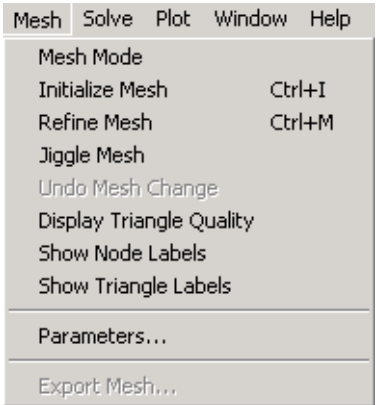 Mesh Solve Plot Window Help
Mesh Mode
Initialize Mesh Ctrl+I
Refine Mesh Ctrl+M
Jiggle Mesh
Undo Mesh Change
Display Triangle Quality
Show Node Labels
Show Triangle Labels
Parameters...
Export Mesh...